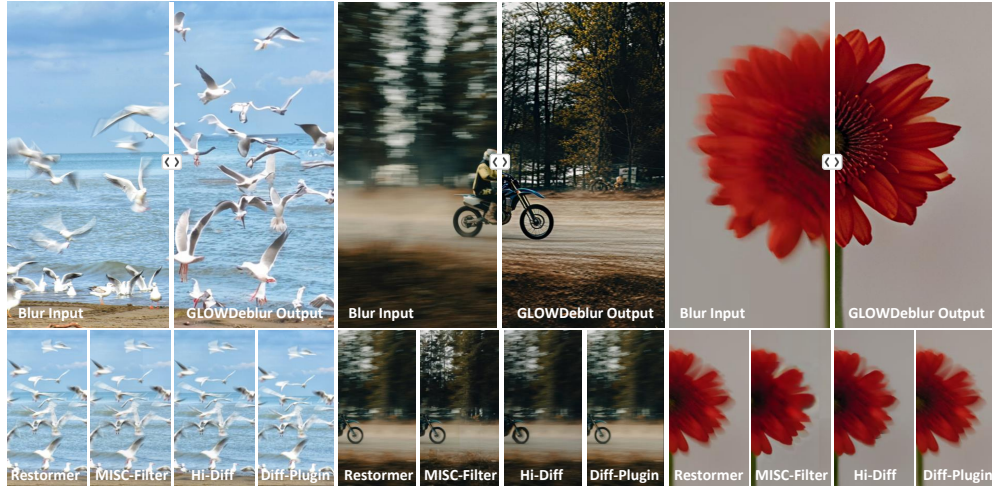 Blur Input
GLOWDeblur Output
Blur Input
GLOWDeblur Output
Blur Input
GLOWDeblur Output
Restormer
MISC-Filter
Hi-Diff
Diff-Plugin
Restormer
MISC-Filter
Hi-Diff
Diff-Plugin
Restormer
MISC-Filter
Hi-Diff
Diff-Plugin